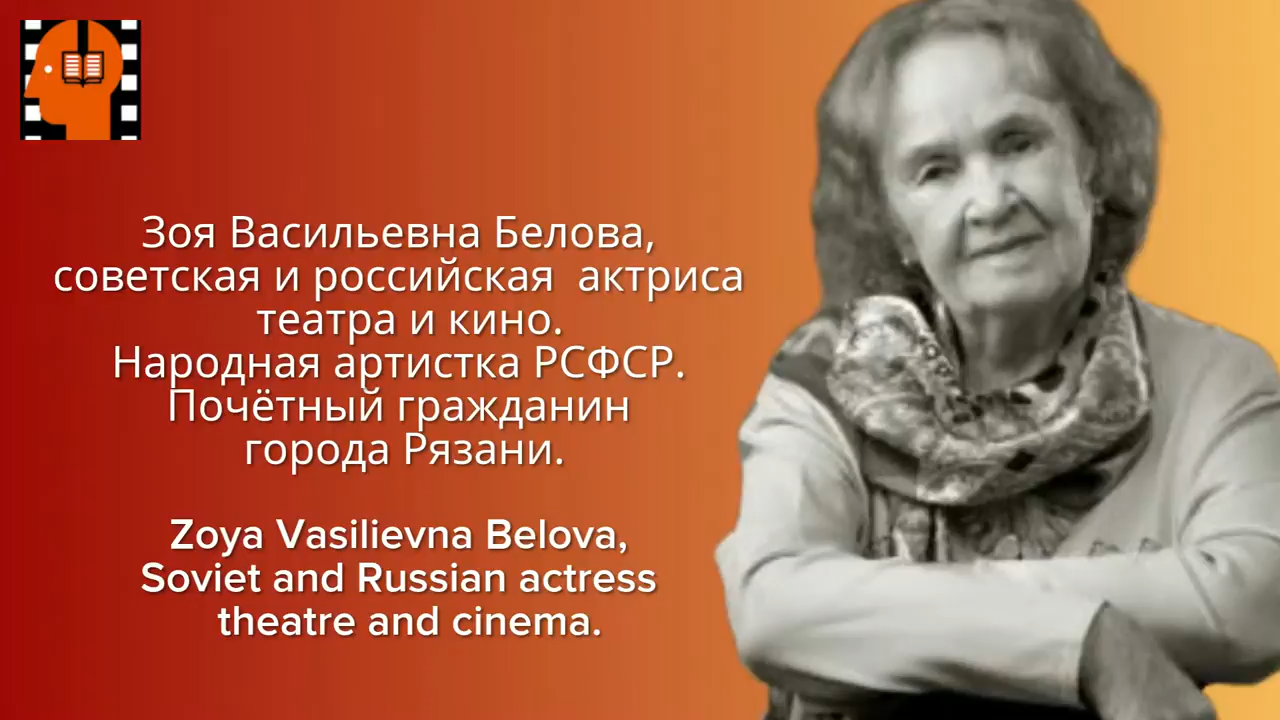 Зоя Васильевна Белова,
советская и российская актриса
театра и кино.
Народная артистка РСФСР.
Почётный гражданин
города Рязани.
Zoya Vasilievna Belova,
Soviet and Russian actress
theatre and cinema.